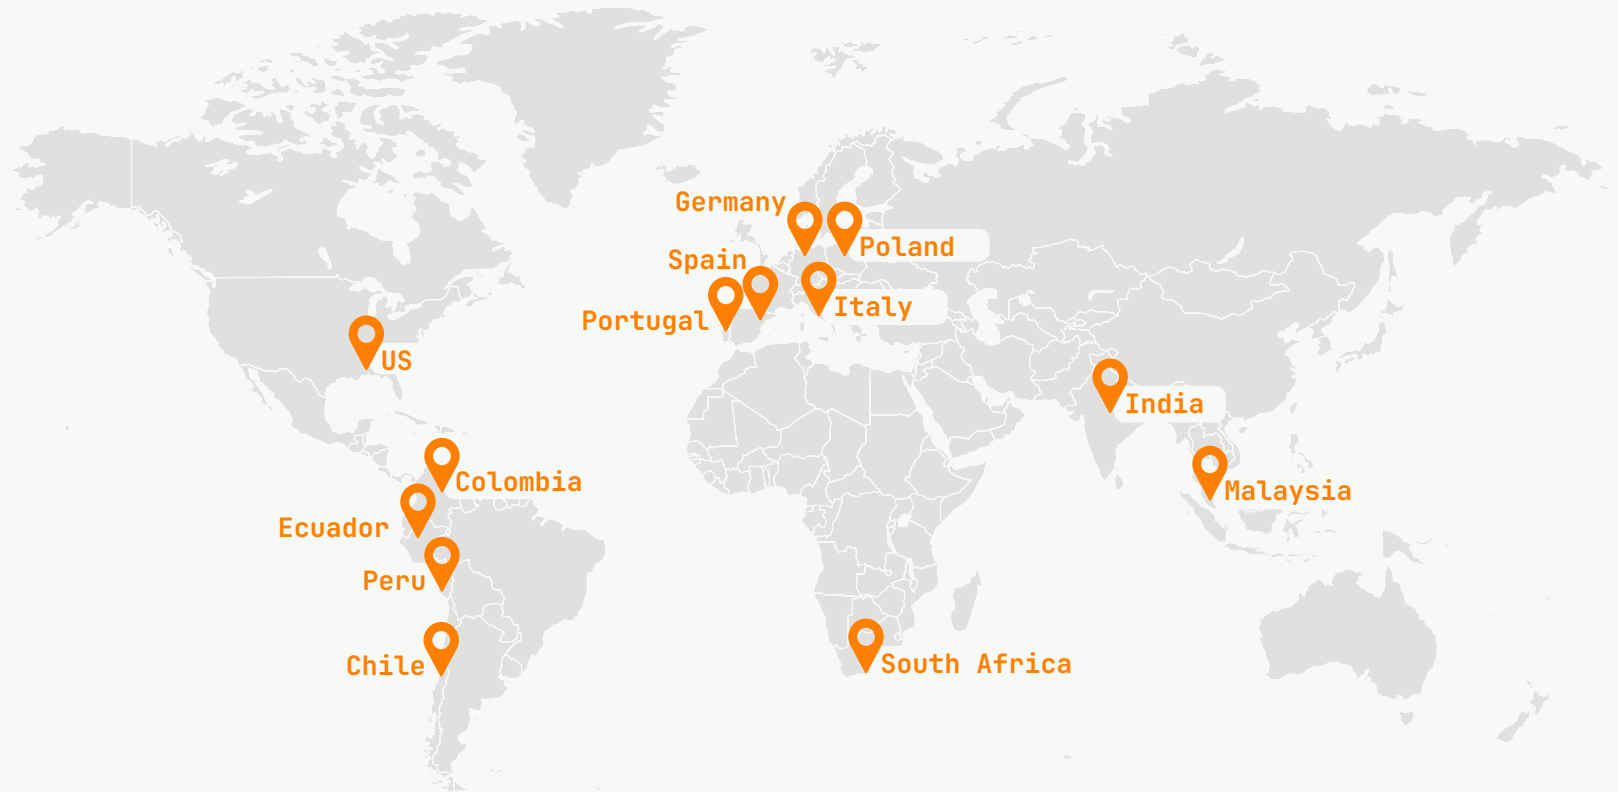 Germany
Poland
Spain
Italy
Portugal
US
India
Colombia
Malaysia
Ecuador
Peru
South Africa
Chile